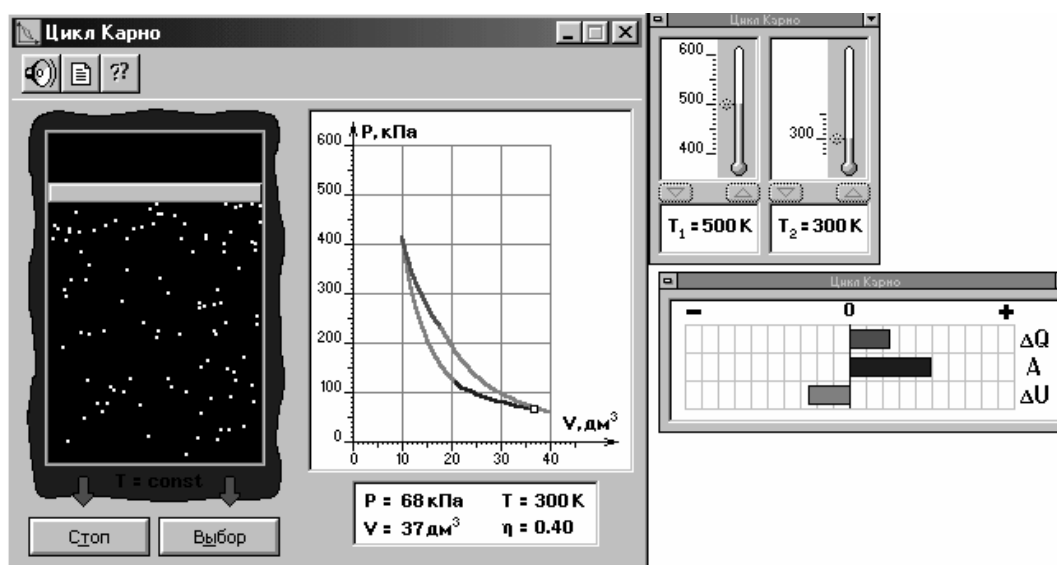 Цикл Карно
??
P, кПа
600
500
400
300
200
100
0
0 10 20 30 40
V, дм³
T = const
P = 68 кПа T = 300 K
V = 37 дм³ η = 0.40
Стоп Выбор
Цикл Карно
600
500
400
300
T₁ = 500 K T₂ = 300 K
Цикл Карно
− 0 +
ΔQ
A
ΔU